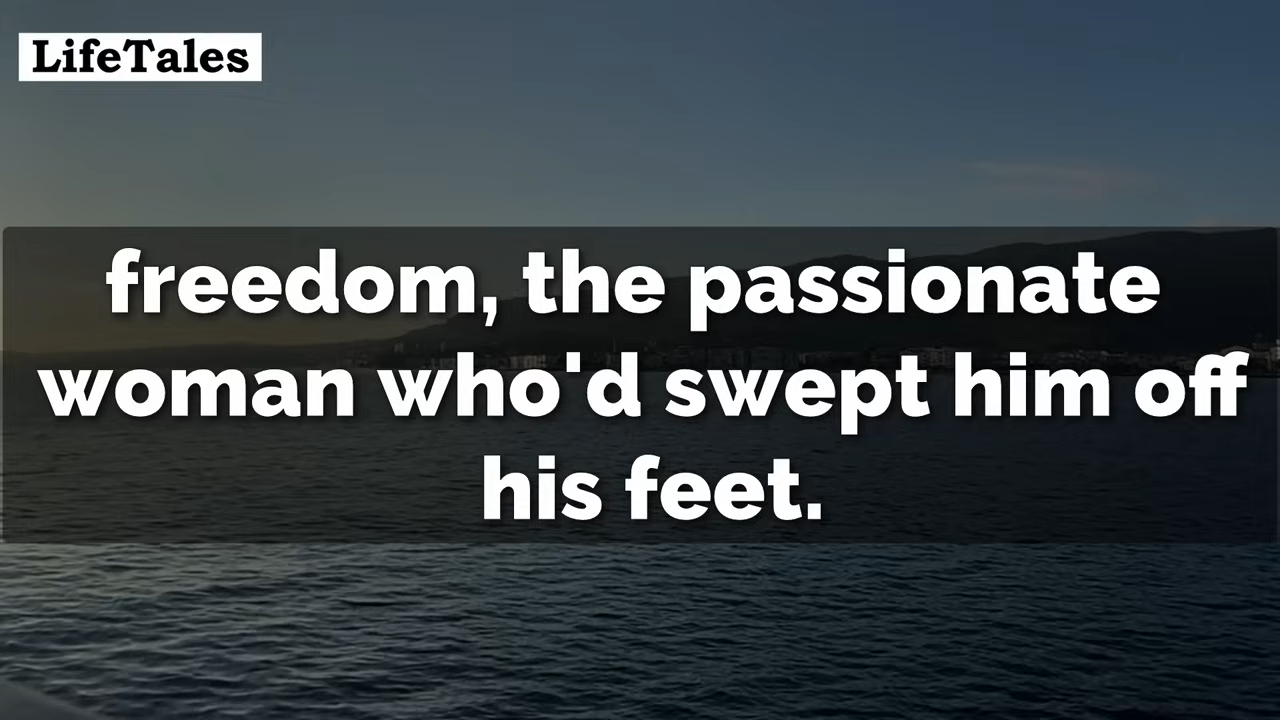 LifeTales
freedom, the passionate
woman who'd swept him off
his feet.